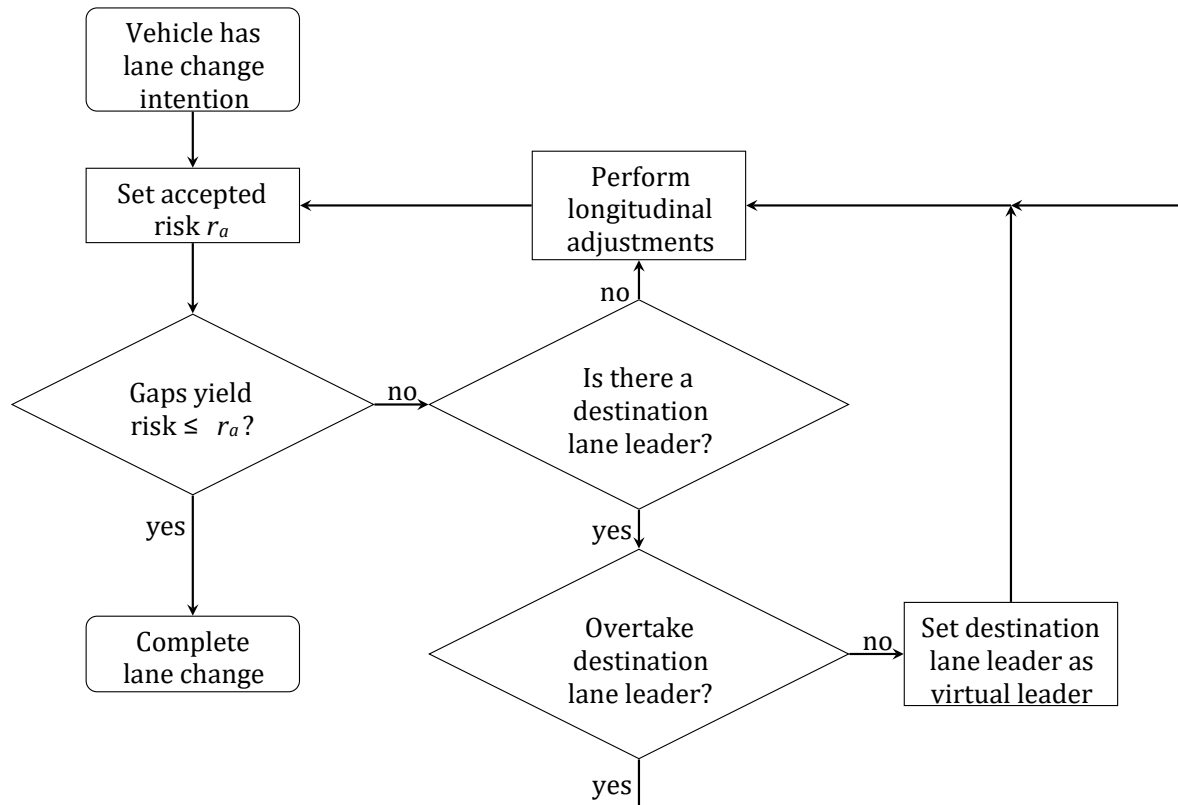 Vehicle has
lane change
intention
Set accepted
risk rₐ
Perform
longitudinal
adjustments
no
Gaps yield
risk ≤ rₐ?
no
Is there a
destination
lane leader?
yes
yes
Complete
lane change
Overtake
destination
lane leader?
no
Set destination
lane leader as
virtual leader
yes